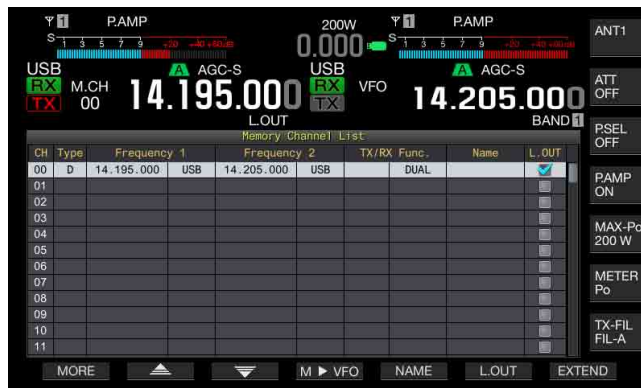 1 P.AMP 200W 1 P.AMP ANT1
S 1 3 5 7 9 +20 +40 +60dB 0.000 S 1 3 5 7 9 +20 +40 +60dB
USB A AGC-S USB A AGC-S
RX M.CH 14.195.000 RX VFO 14.205.000 ATT OFF
TX 00 TX
L.OUT BAND 1
Memory Channel List P.SEL OFF
CH Type Frequency 1 Frequency 2 TX/RX Func. Name L.OUT
00 D 14.195.000 USB 14.205.000 USB DUAL
01 P.AMP ON
02
03
04 MAX-Po 200 W
05
06
07 METER Po
08
09
10 TX-FIL FIL-A
11
MORE M ▶ VFO NAME L.OUT EXTEND